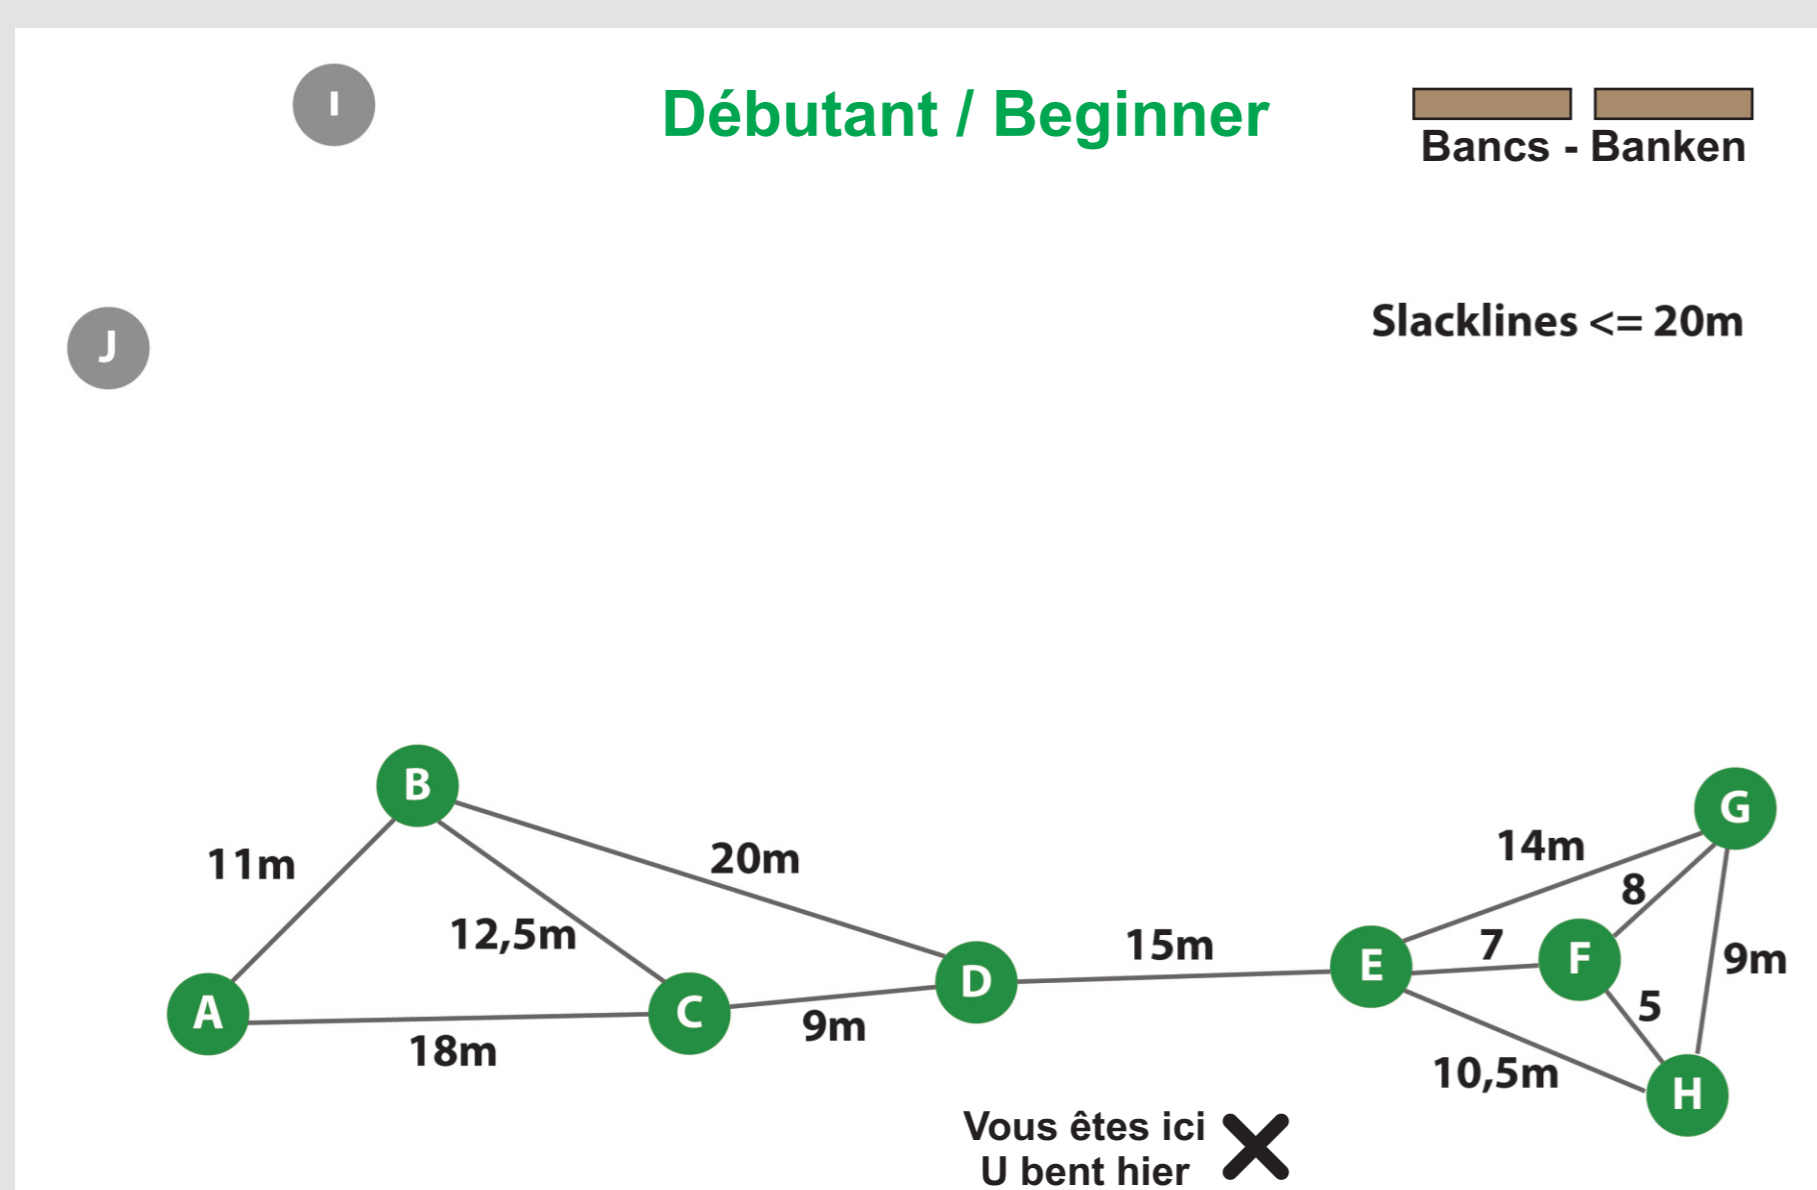 I
Débutant / Beginner
Bancs - Banken
J
Slacklines <= 20m
B
G
11m
20m
14m
8
12,5m
15m
7
F
9m
E
D
A
C
5
18m
9m
10,5m
H
Vous êtes ici
U bent hier